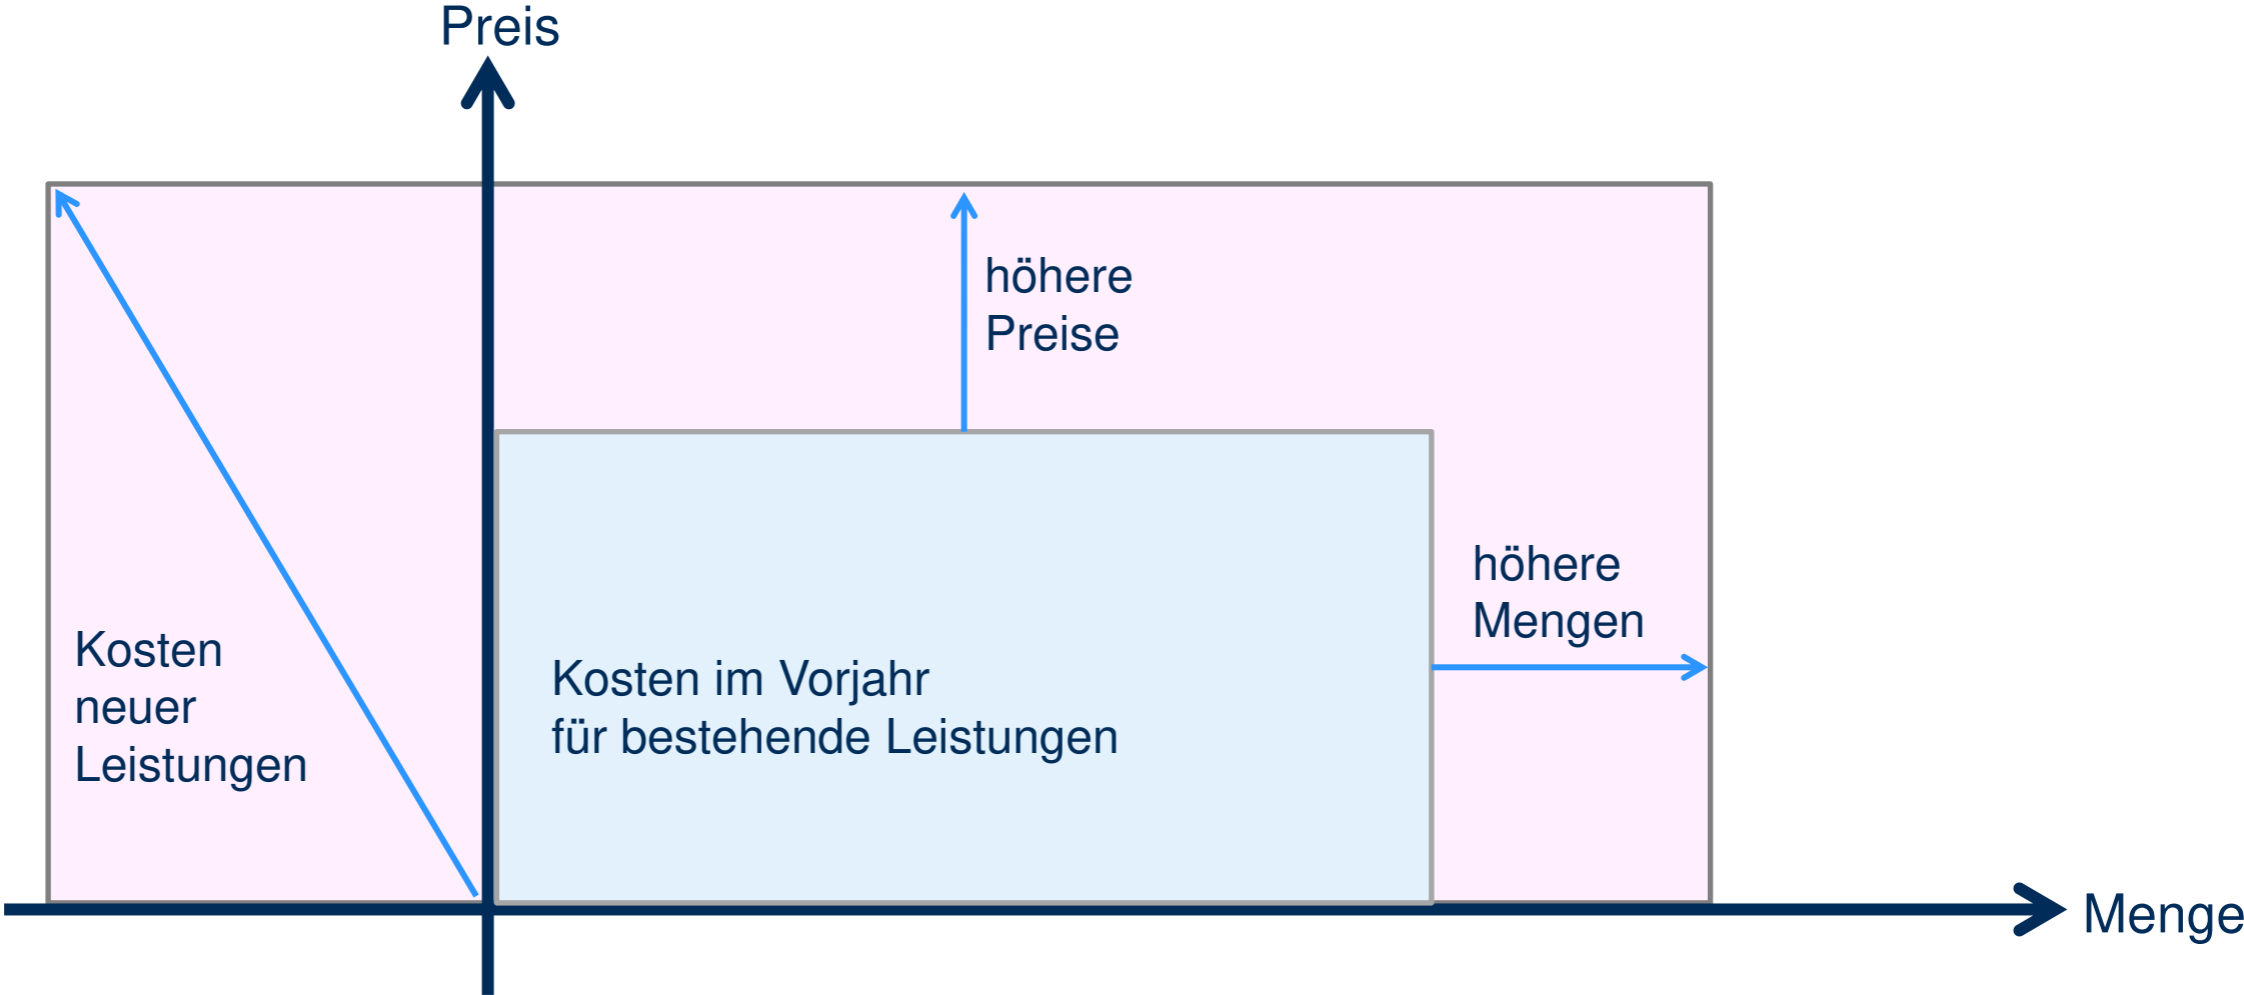 Preis
höhere
Preise
höhere
Mengen
Kosten
neuer
Leistungen
Kosten im Vorjahr
für bestehende Leistungen
Menge